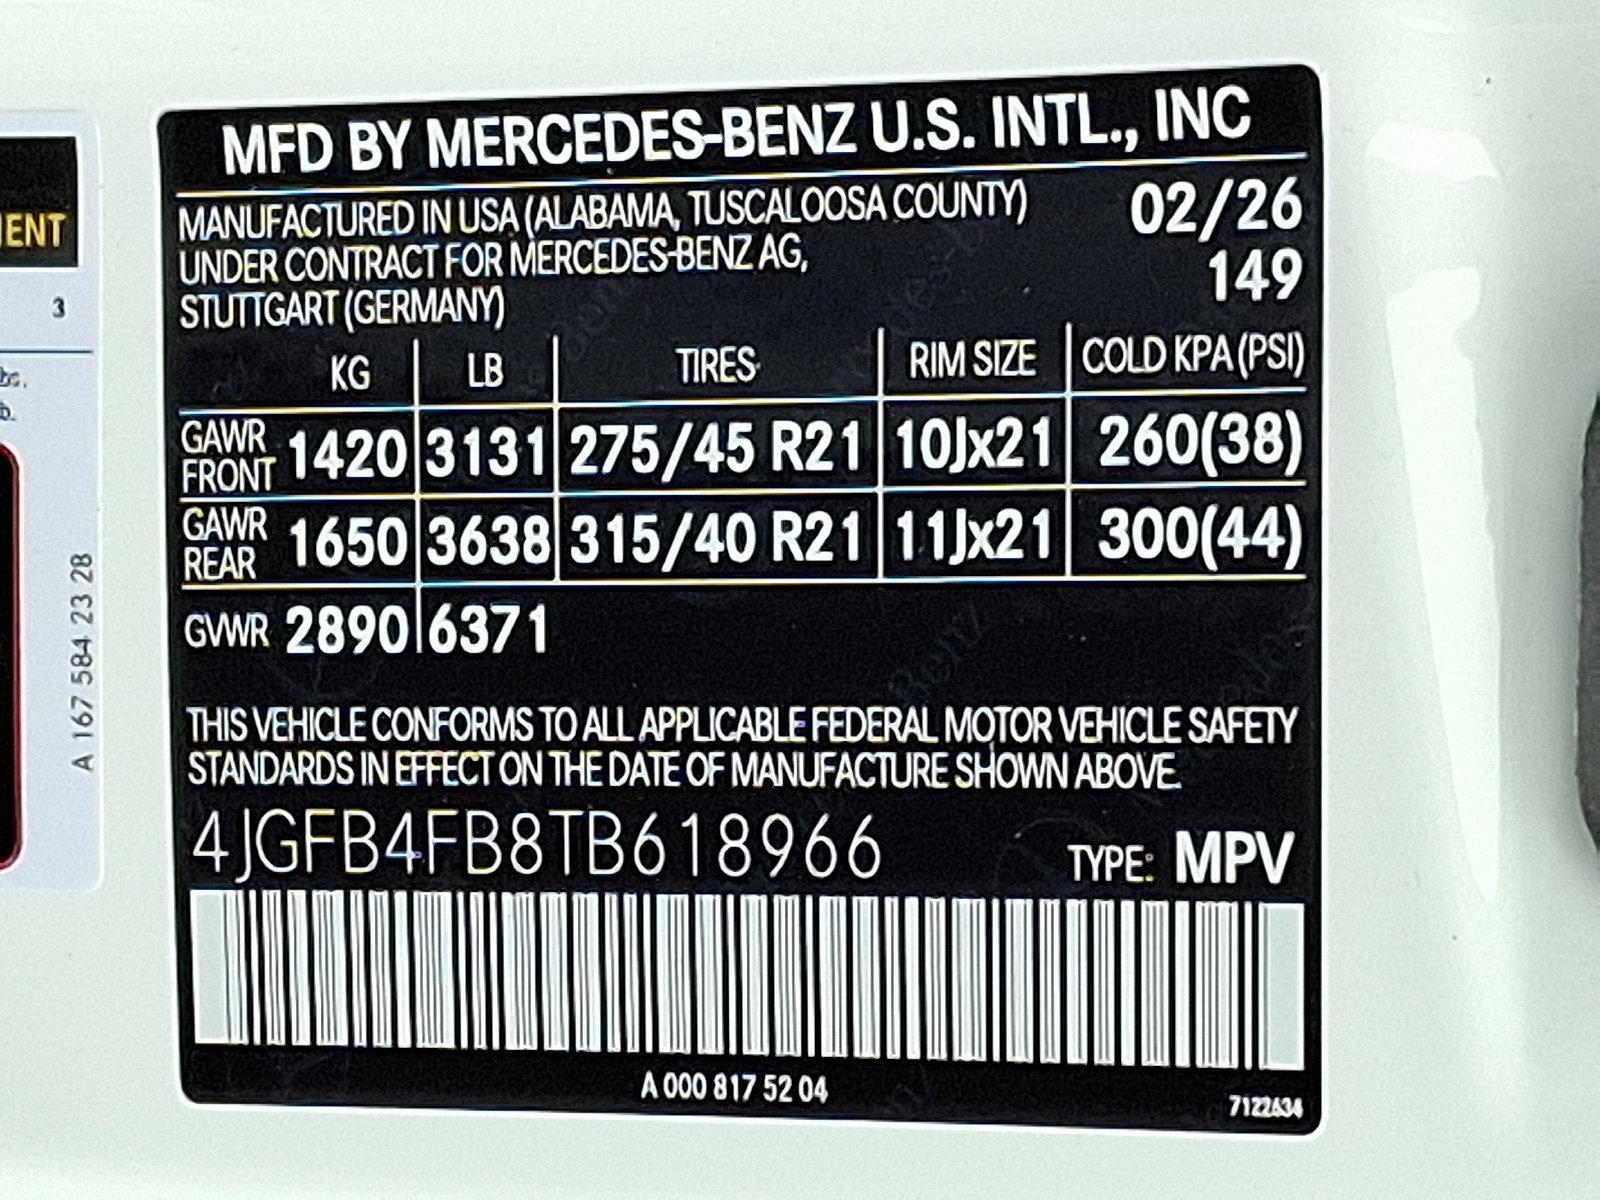 MFD BY MERCEDES-BENZ U.S. INTL., INC
MANUFACTURED IN USA (ALABAMA, TUSCALOOSA COUNTY) 02/26
UNDER CONTRACT FOR MERCEDES-BENZ AG, 149
STUTTGART (GERMANY)
KG LB TIRES RIM SIZE COLD KPA (PSI)
GAWR FRONT 1420 3131 275/45 R21 10Jx21 260(38)
GAWR REAR 1650 3638 315/40 R21 11Jx21 300(44)
GVWR 2890 6371
THIS VEHICLE CONFORMS TO ALL APPLICABLE FEDERAL MOTOR VEHICLE SAFETY
STANDARDS IN EFFECT ON THE DATE OF MANUFACTURE SHOWN ABOVE.
4JGFB4FB8TB618966 TYPE: MPV
A 000 817 52 04
7122634
3
A 167 584 23 28